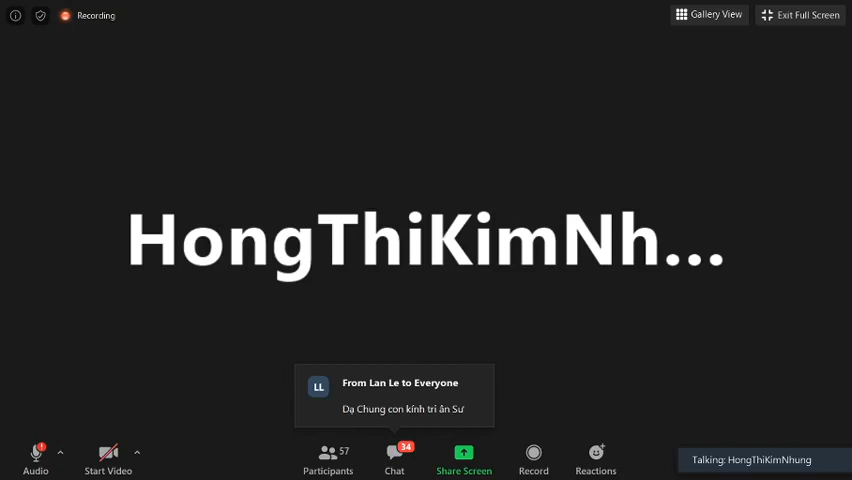 Recording
Gallery View
Exit Full Screen
HongThiKimNh...
LL
From Lan Le to Everyone
Dạ Chung con kính tri ân Sư
57
34
Audio
Start Video
Participants
Chat
Share Screen
Record
Reactions
Talking: HongThiKimNhung